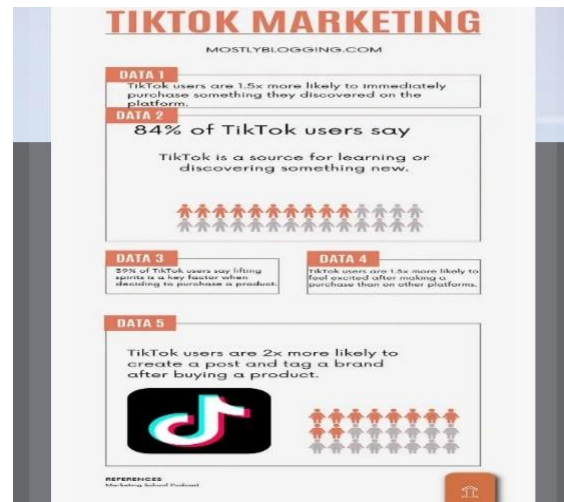 TIKTOK MARKETING
MOSTLYBLOGGING.COM
DATA 1
TikTok users are 1.5x more likely to immediately
purchase something they discovered on the
platform.
DATA 2
84% of TikTok users say
TikTok is a source for learning or
discovering something new.
DATA 3
39% of TikTok users say lifting
spirits is a key factor when
deciding to purchase a product.
DATA 4
TikTok users are 1.5x more likely to
feel excited after making a
purchase than on other platforms.
DATA 5
TikTok users are 2x more likely to
create a post and tag a brand
after buying a product.
REFERENCES
Marketing School Podcast